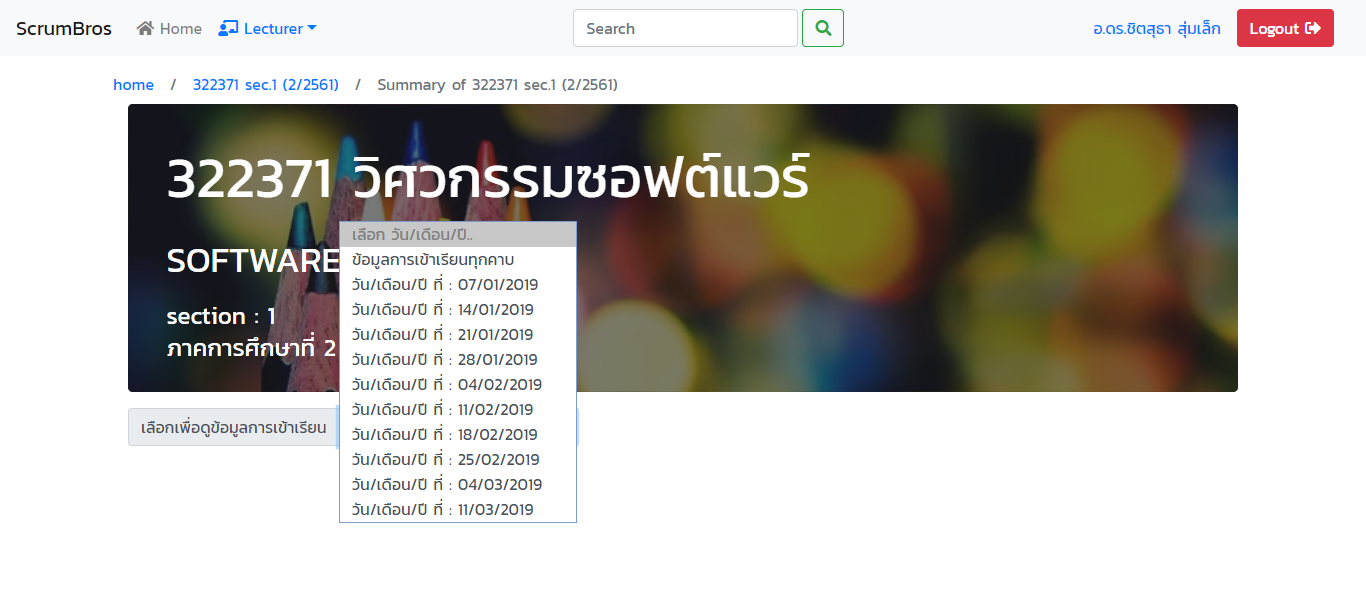 ScrumBros Home Lecturer Search อ.ดร.ชิตสุธา สุ่มเล็ก Logout
home / 322371 sec.1 (2/2561) / Summary of 322371 sec.1 (2/2561)
322371 วิศวกรรมซอฟต์แวร์
SOFTWARE
section : 1
ภาคการศึกษาที่ 2
เลือกเพื่อดูข้อมูลการเข้าเรียน
เลือก วัน/เดือน/ปี..
ข้อมูลการเข้าเรียนทุกคาบ
วัน/เดือน/ปี ที่ : 07/01/2019
วัน/เดือน/ปี ที่ : 14/01/2019
วัน/เดือน/ปี ที่ : 21/01/2019
วัน/เดือน/ปี ที่ : 28/01/2019
วัน/เดือน/ปี ที่ : 04/02/2019
วัน/เดือน/ปี ที่ : 11/02/2019
วัน/เดือน/ปี ที่ : 18/02/2019
วัน/เดือน/ปี ที่ : 25/02/2019
วัน/เดือน/ปี ที่ : 04/03/2019
วัน/เดือน/ปี ที่ : 11/03/2019